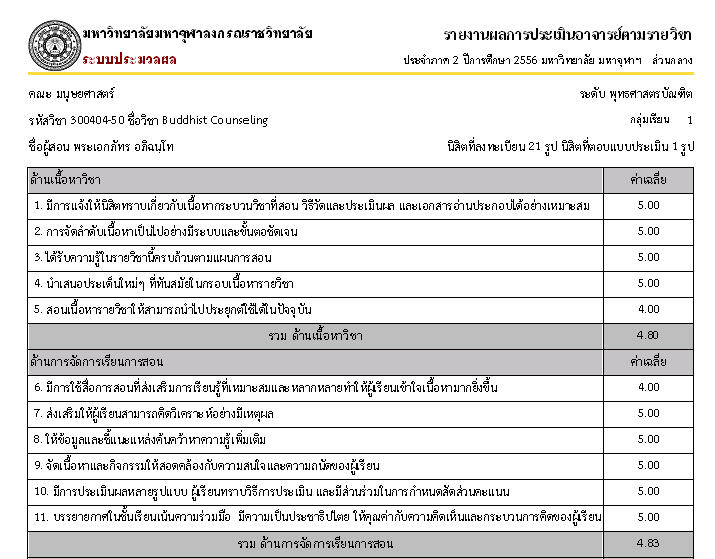 มหาวิทยาลัยมหาจุฬาลงกรณราชวิทยาลัย
รายงานผลการประเมินอาจารย์ตามรายวิชา
ระบบประมวลผล
ประจำภาค 2 ปีการศึกษา 2556 มหาวิทยาลัย มหาจุฬาฯ ส่วนกลาง
คณะ มนุษยศาสตร์
ระดับ พุทธศาสตรบัณฑิต
รหัสวิชา 300404-50 ชื่อวิชา Buddhist Counseling
กลุ่มเรียน 1
ชื่อผู้สอน พระเอกภัทร อภิฉนฺโท
นิสิตที่ลงทะเบียน 21 รูป นิสิตที่ตอบแบบประเมิน 1 รูป
ด้านเนื้อหาวิชา ค่าเฉลี่ย
1. มีการแจ้งให้นิสิตทราบเกี่ยวกับเนื้อหากระบวนวิชาที่สอน วิธีวัดและประเมินผล และเอกสารอ่านประกอบได้อย่างเหมาะสม 5.00
2. การจัดลำดับเนื้อหาเป็นไปอย่างมีระบบและขั้นตอชัดเจน 5.00
3. ได้รับความรู้ในรายวิชานี้ครบถ้วนตามแผนการสอน 5.00
4. นำเสนอประเด็นใหม่ๆ ที่ทันสมัยในกรอบเนื้อหารายวิชา 5.00
5. สอนเนื้อหารายวิชาให้สามารถนำไปประยุกต์ใช้ได้ในปัจจุบัน 4.00
รวม ด้านเนื้อหาวิชา 4.80
ด้านการจัดการเรียนการสอน ค่าเฉลี่ย
6. มีการใช้สื่อการสอนที่ส่งเสริมการเรียนรู้ที่เหมาะสมและหลากหลายทำให้ผู้เรียนเข้าใจเนื้อหามากยิ่งขึ้น 4.00
7. ส่งเสริมให้ผู้เรียนสามารถคิดวิเคราะห์อย่างมีเหตุผล 5.00
8. ให้ข้อมูลและชี้แนะแหล่งค้นคว้าหาความรู้เพิ่มเติม 5.00
9. จัดเนื้อหาและกิจกรรมให้สอดคล้องกับความสนใจและความถนัดของผู้เรียน 5.00
10. มีการประเมินผลหลายรูปแบบ ผู้เรียนทราบวิธีการประเมิน และมีส่วนร่วมในการกำหนดสัดส่วนคะแนน 5.00
11. บรรยายกาศในชั้นเรียนเน้นความร่วมมือ มีความเป็นประชาธิปไตย ให้คุณค่ากับความคิดเห็นและกระบวนการคิดของผู้เรียน 5.00
รวม ด้านการจัดการเรียนการสอน 4.83